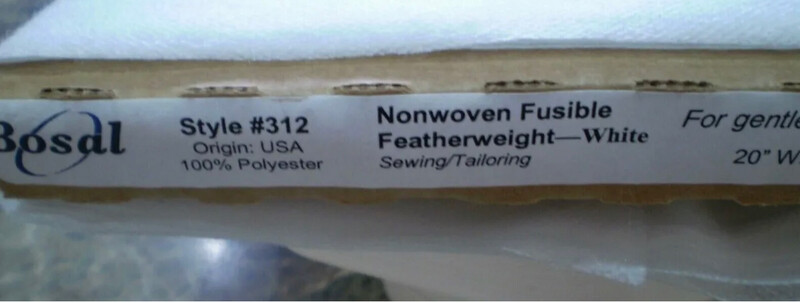 Bosal
Style #312
Origin: USA
100% Polyester
Nonwoven Fusible
Featherweight—White
Sewing/Tailoring
For gentle
20" W